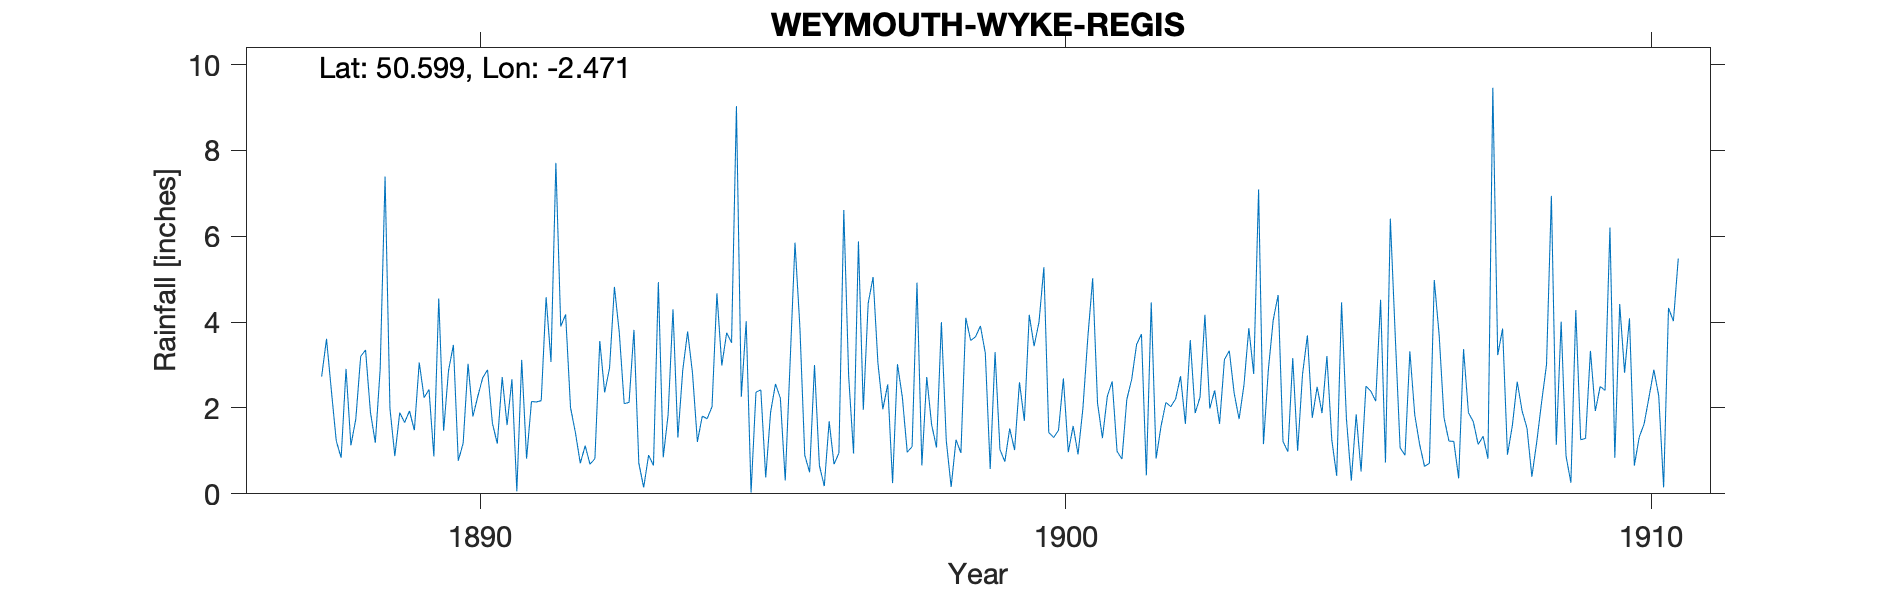 WEYMOUTH-WYKE-REGIS
Lat: 50.599, Lon: -2.471
10
8
6
4
2
0
Rainfall [inches]
1890 1900 1910
Year